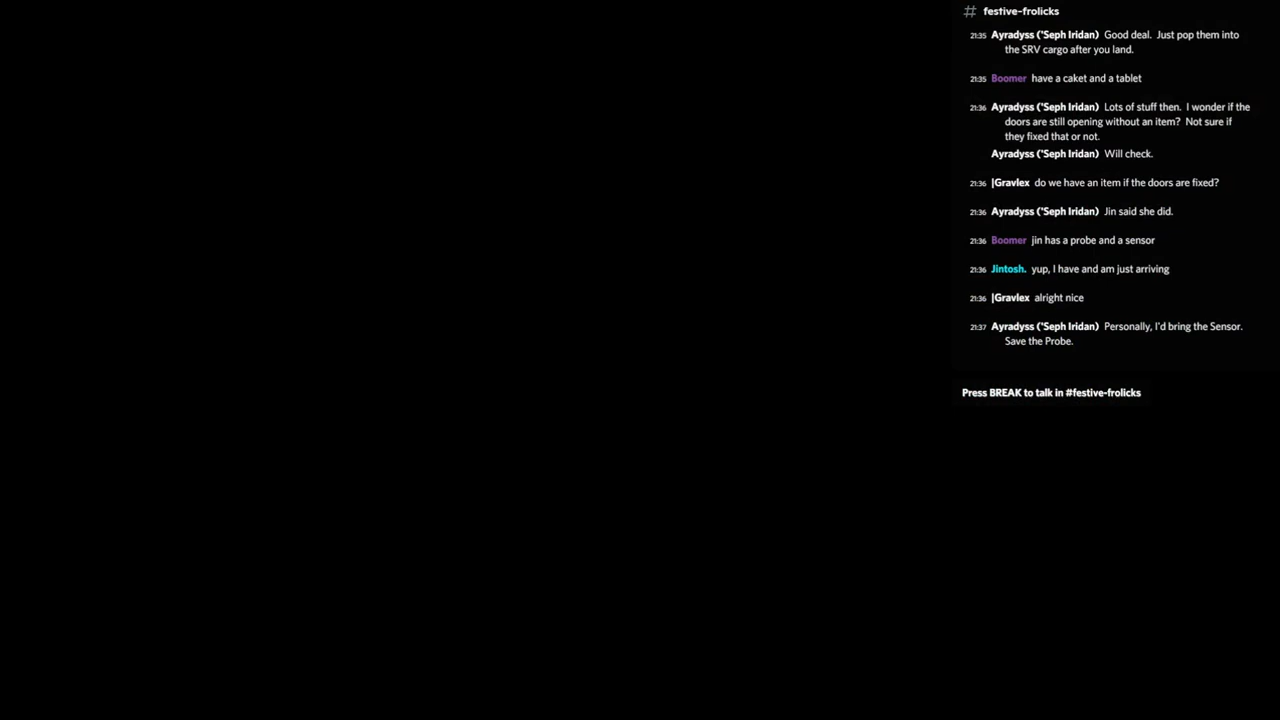 # festive-frolicks
21:35 Ayradyss ('Seph Iridan) Good deal. Just pop them into
the SRV cargo after you land.
21:35 Boomer have a caket and a tablet
21:36 Ayradyss ('Seph Iridan) Lots of stuff then. I wonder if the
doors are still opening without an item? Not sure if
they fixed that or not.
Ayradyss ('Seph Iridan) Will check.
21:36 |Gravlex do we have an item if the doors are fixed?
21:36 Ayradyss ('Seph Iridan) Jin said she did.
21:36 Boomer jin has a probe and a sensor
21:36 Jintosh. yup, I have and am just arriving
21:36 |Gravlex alright nice
21:37 Ayradyss ('Seph Iridan) Personally, I'd bring the Sensor.
Save the Probe.
Press BREAK to talk in #festive-frolicks